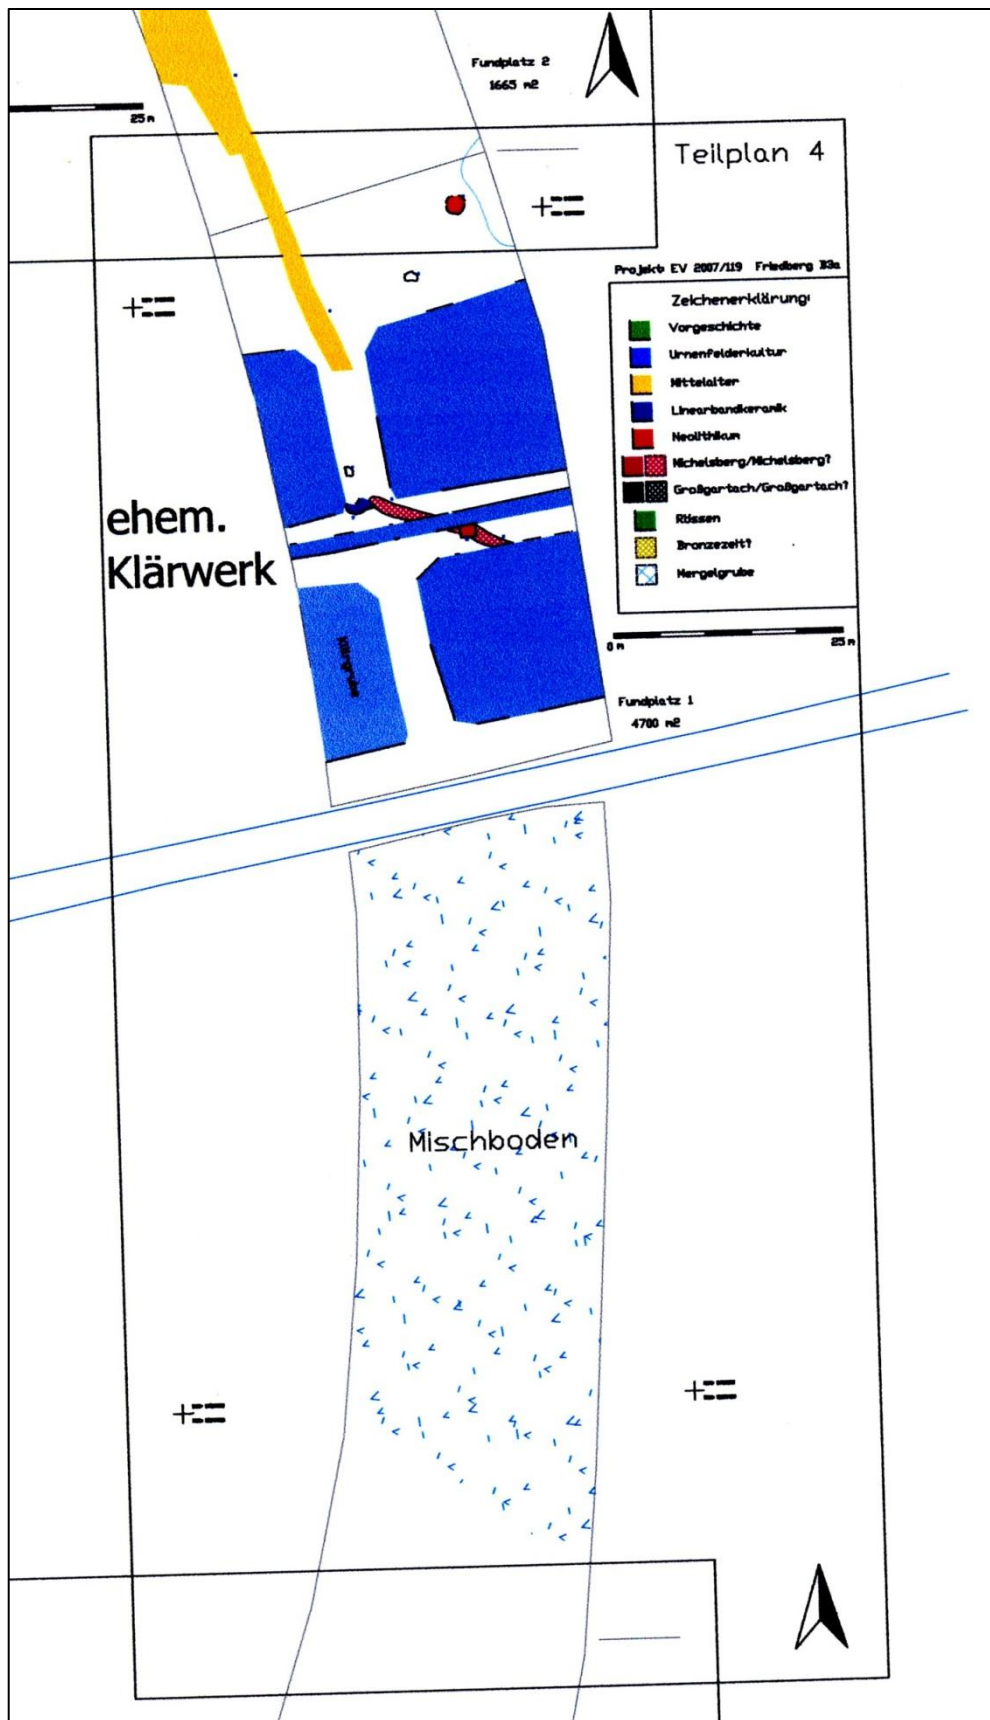 Fundplatz 2
1665 m2
25 m
Teilplan 4
Projekt: EV 2007/119 Friedberg B3a
Zeichenerklärung:
Vorgeschichte
Urnenfelderkultur
Mittelalter
Linearbandkeramik
Neolithikum
Michelsberg/Michelsberg?
Großgartach/Großgartach?
Rössen
Bronzezeit?
Mergelgrube
ehem.
Klärwerk
Klärgrube
0 m
25 m
Fundplatz 1
4700 m2
Mischboden